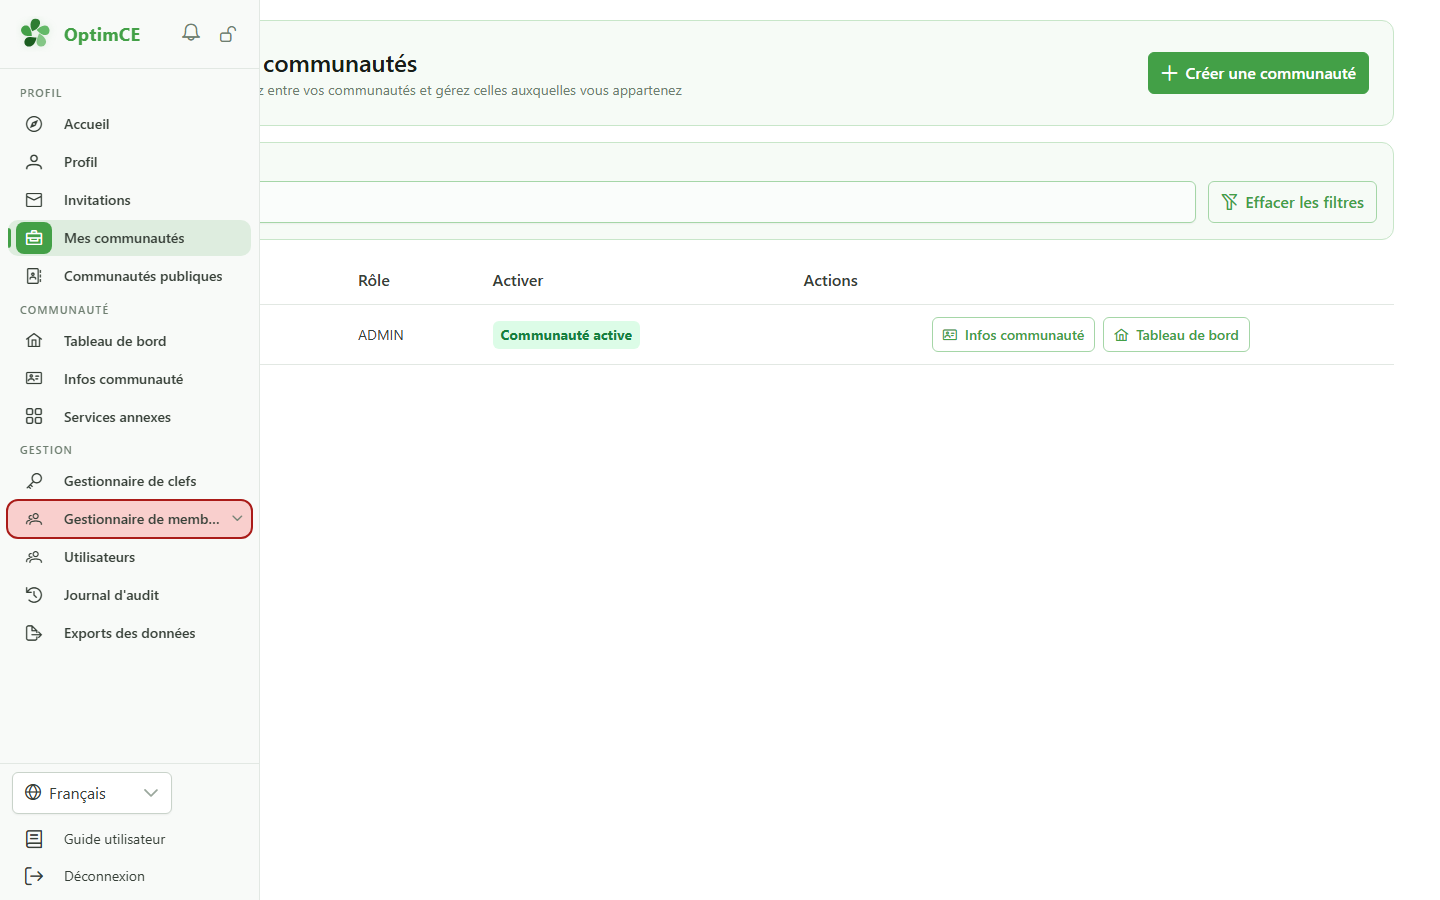 OptimCE
PROFIL
Accueil
Profil
Invitations
Mes communautés
Communautés publiques
COMMUNAUTÉ
Tableau de bord
Infos communauté
Services annexes
GESTION
Gestionnaire de clefs
Gestionnaire de memb...
Utilisateurs
Journal d'audit
Exports des données
Français
Guide utilisateur
Déconnexion
communautés
entre vos communautés et gérez celles auxquelles vous appartenez
Créer une communauté
Effacer les filtres
Rôle Activer Actions
ADMIN Communauté active Infos communauté Tableau de bord